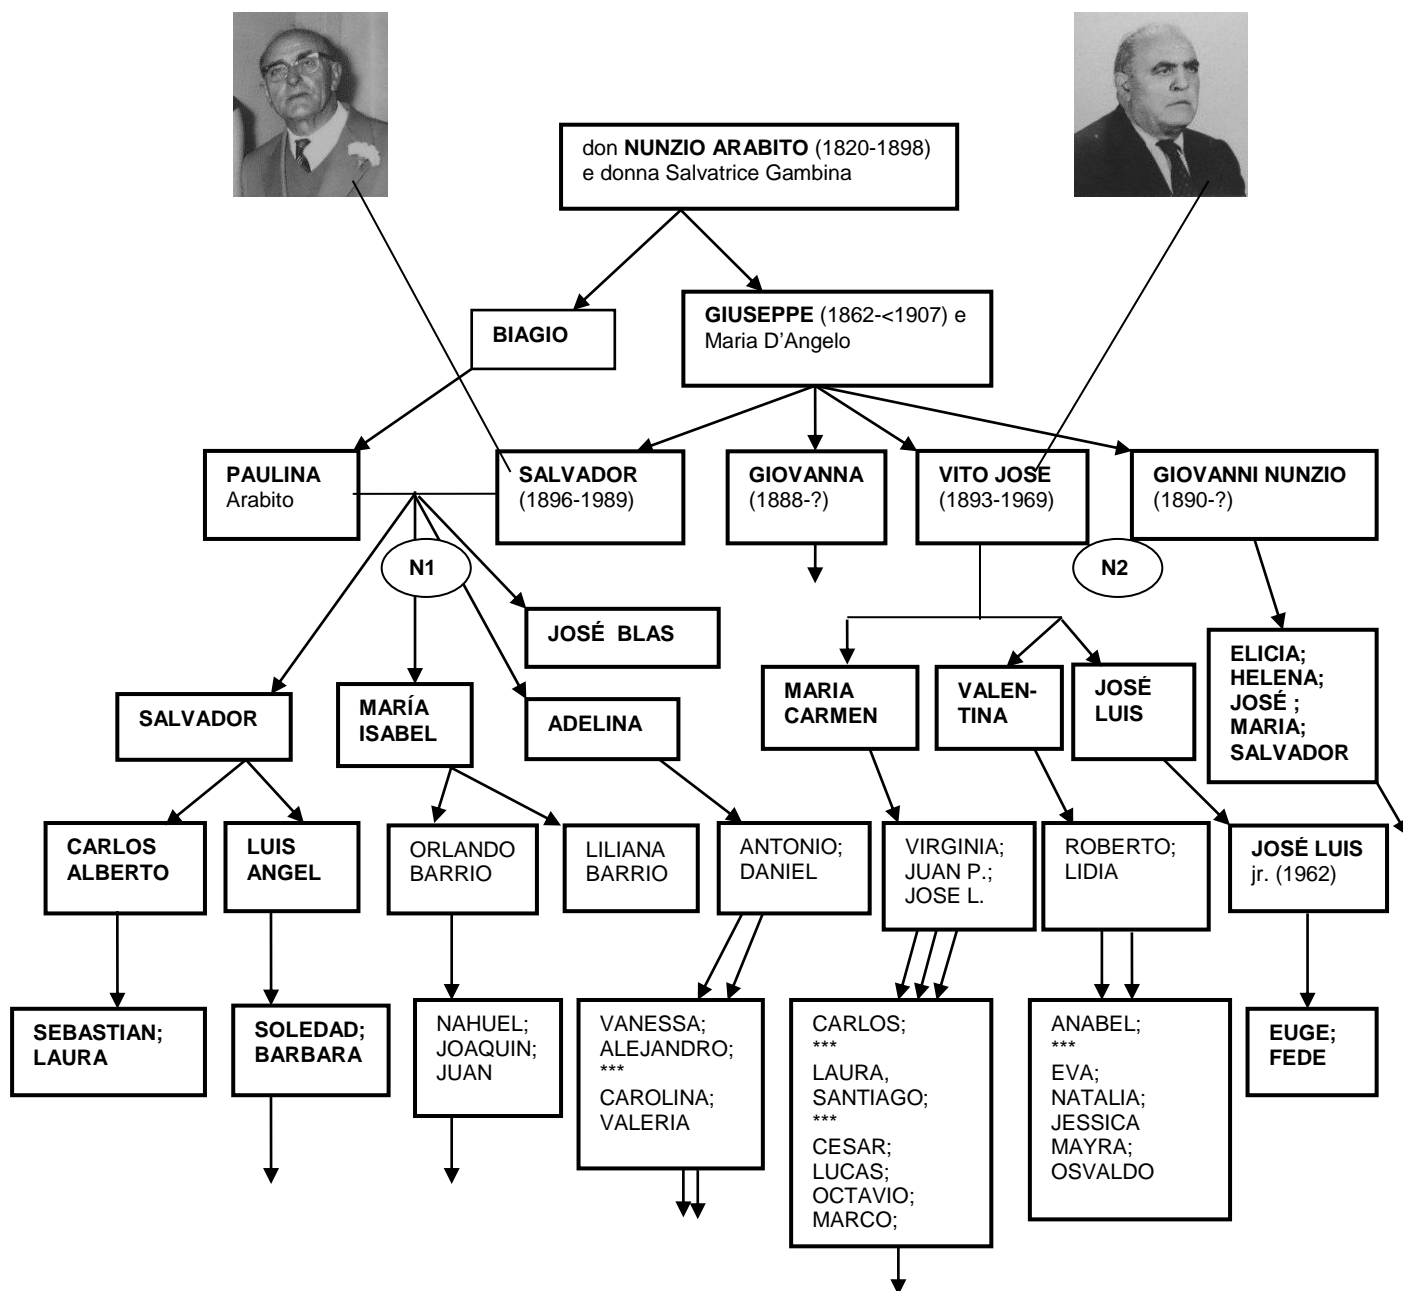 don NUNZIO ARABITO (1820-1898)
e donna Salvatrice Gambina
BIAGIO
GIUSEPPE (1862-<1907) e
Maria D'Angelo
PAULINA
Arabito
SALVADOR
(1896-1989)
GIOVANNA
(1888-?)
VITO JOSE
(1893-1969)
GIOVANNI NUNZIO
(1890-?)
N1
N2
JOSÉ BLAS
SALVADOR
MARÍA
ISABEL
ADELINA
MARIA
CARMEN
VALEN-
TINA
JOSÉ
LUIS
ELICIA;
HELENA;
JOSÉ ;
MARIA;
SALVADOR
CARLOS
ALBERTO
LUIS
ANGEL
ORLANDO
BARRIO
LILIANA
BARRIO
ANTONIO;
DANIEL
VIRGINIA;
JUAN P.;
JOSE L.
ROBERTO;
LIDIA
JOSÉ LUIS
jr. (1962)
SEBASTIAN;
LAURA
SOLEDAD;
BARBARA
NAHUEL;
JOAQUIN;
JUAN
VANESSA;
ALEJANDRO;
***
CAROLINA;
VALERIA
CARLOS;
***
LAURA,
SANTIAGO;
***
CESAR;
LUCAS;
OCTAVIO;
MARCO;
ANABEL;
***
EVA;
NATALIA;
JESSICA
MAYRA;
OSVALDO
EUGE;
FEDE